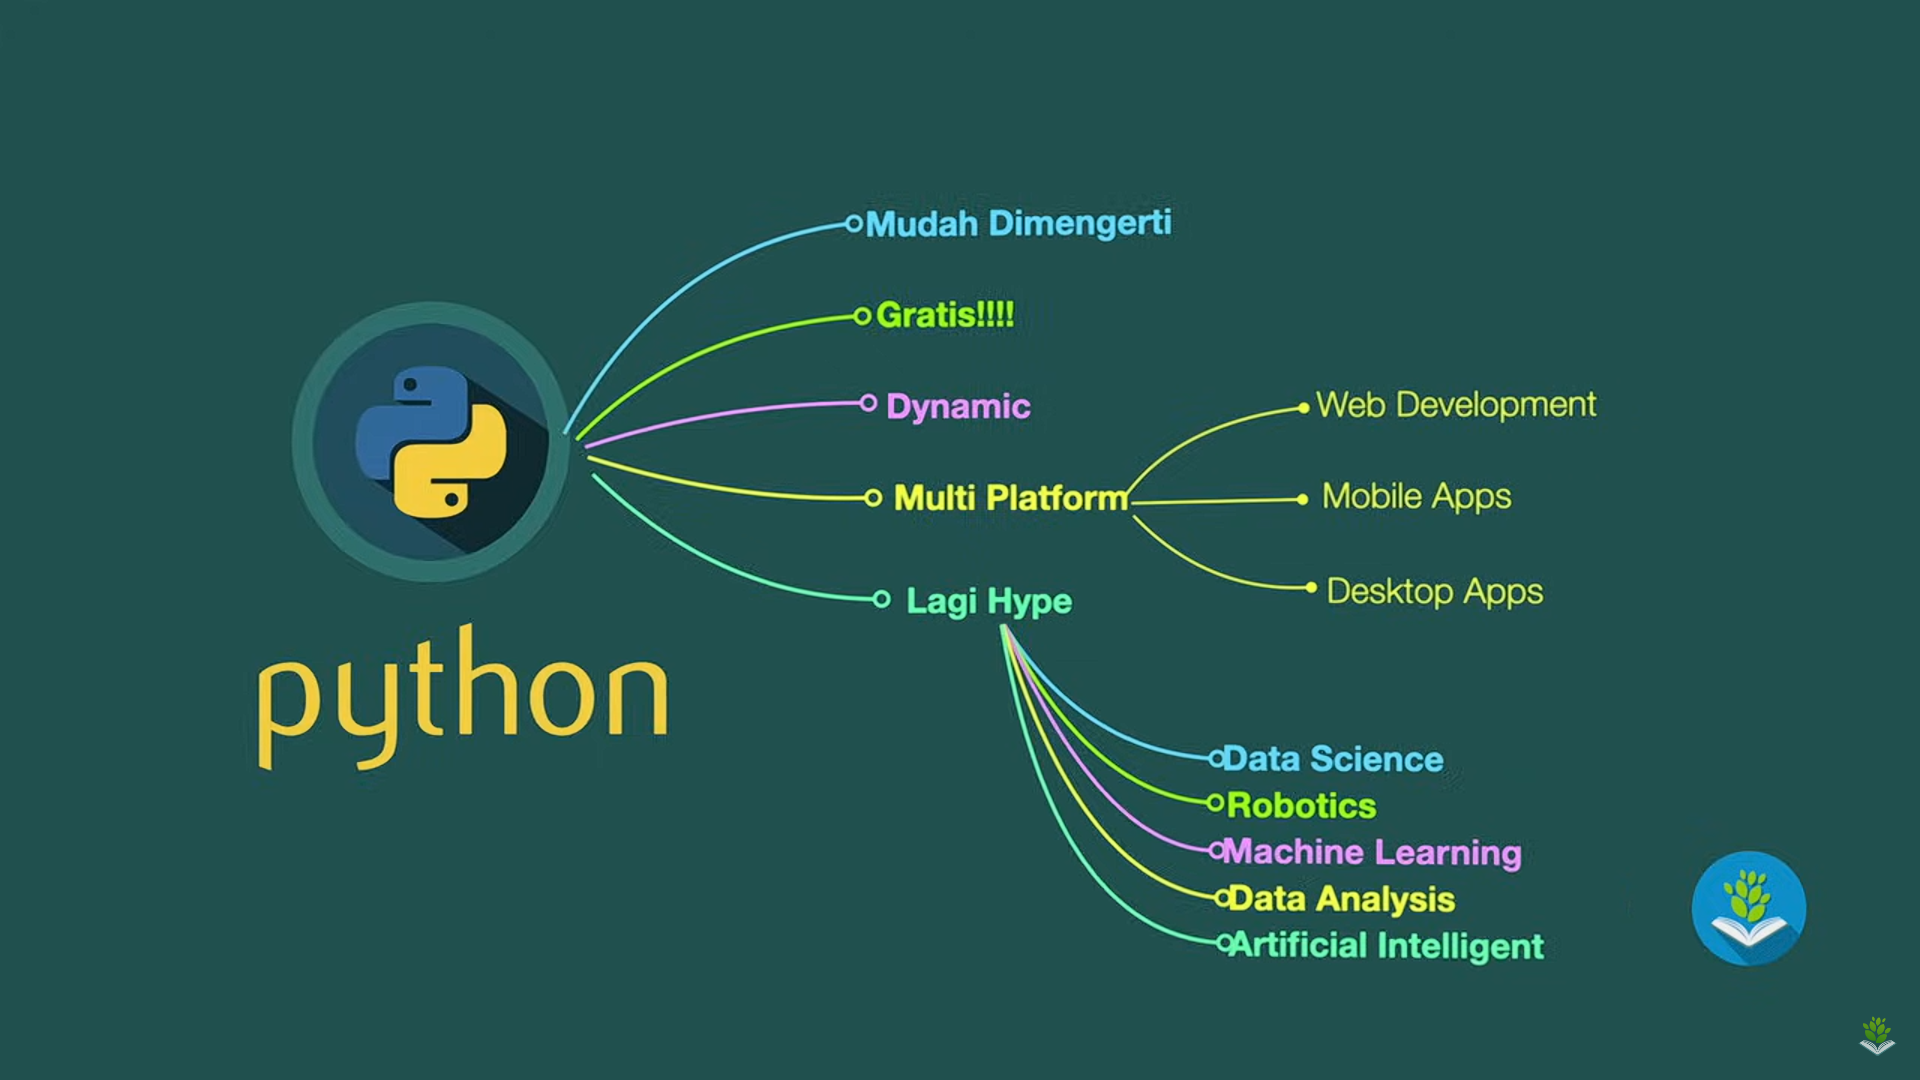 Mudah Dimengerti
Gratis!!!!
Dynamic
Multi Platform
Web Development
Mobile Apps
Desktop Apps
Lagi Hype
python
Data Science
Robotics
Machine Learning
Data Analysis
Artificial Intelligent